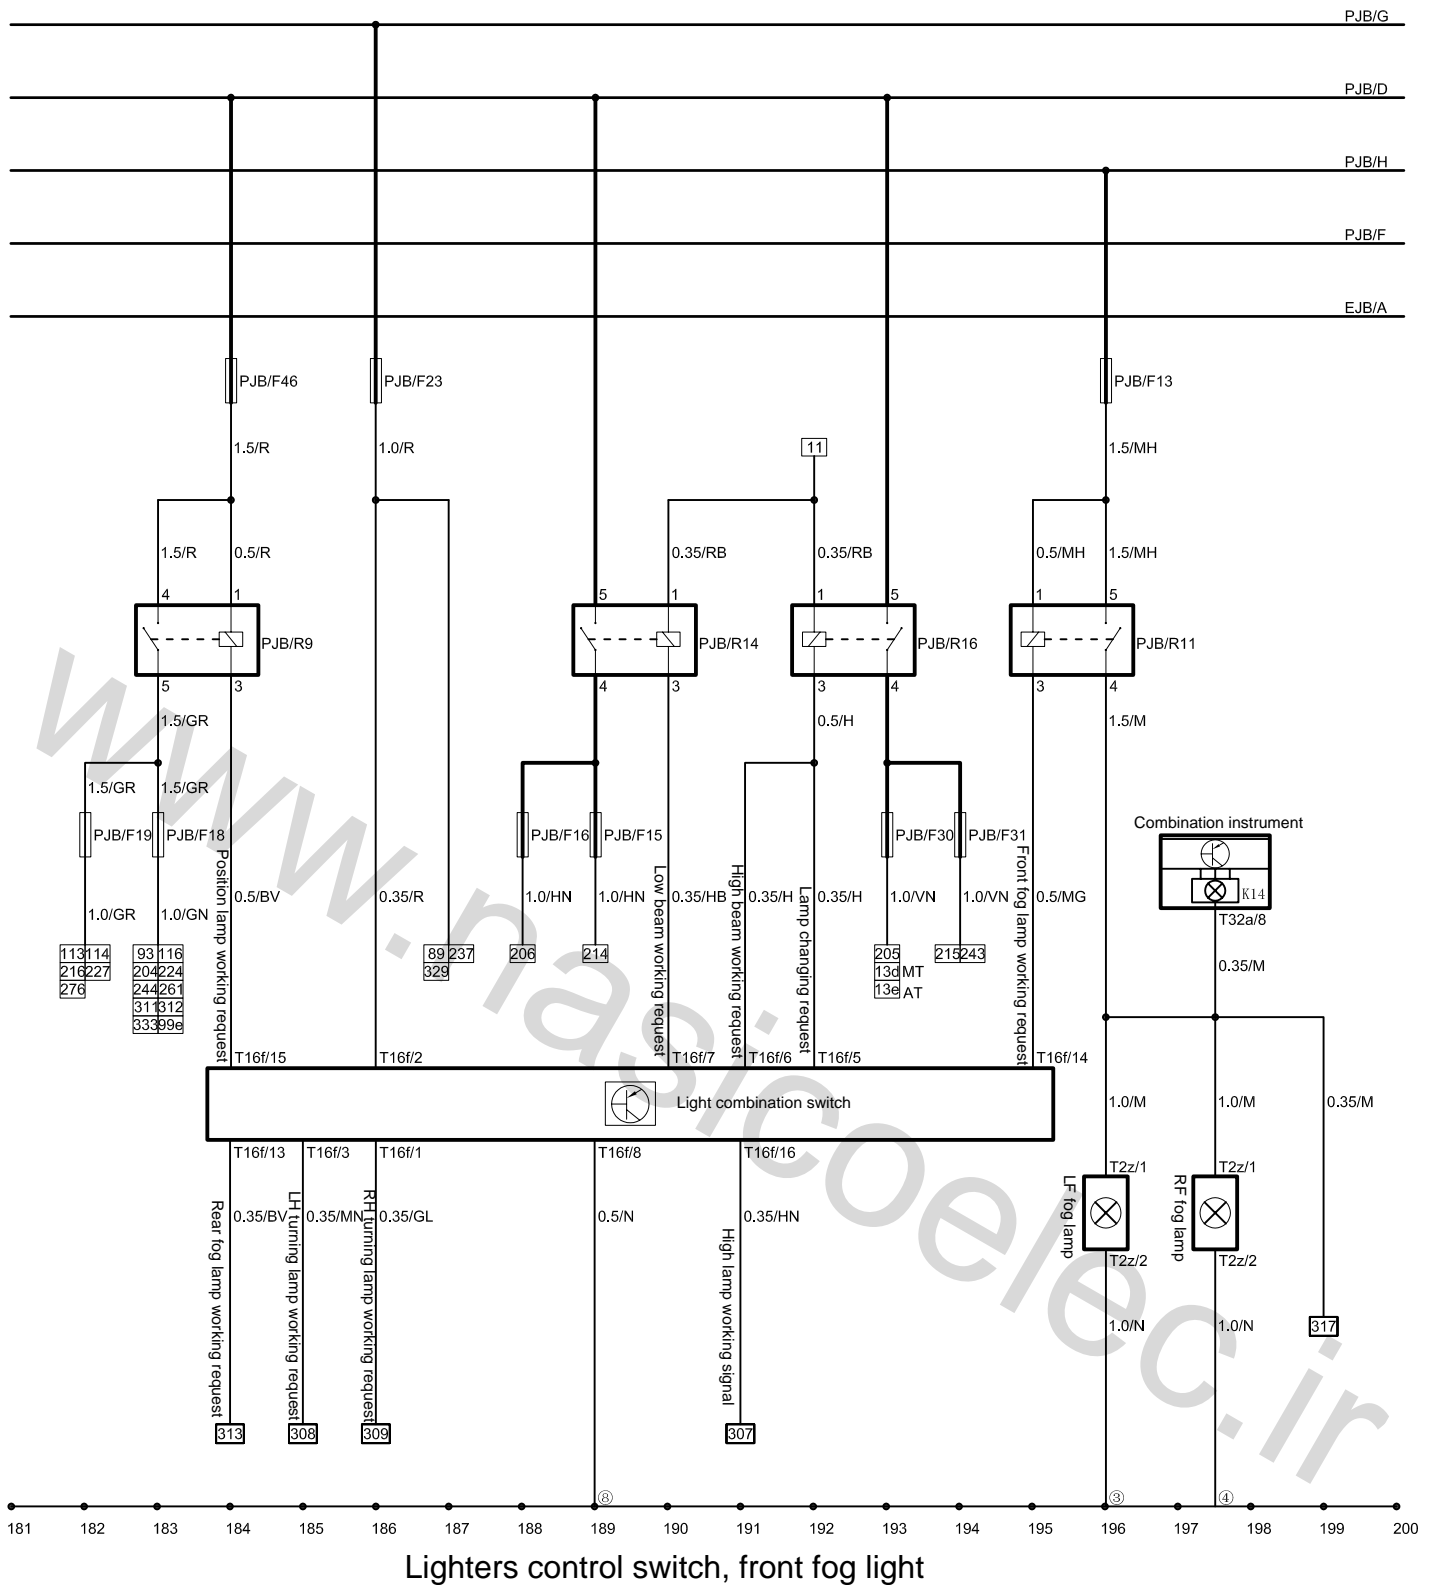 PJB/G
PJB/D
PJB/H
PJB/F
EJB/A
PJB/F46
PJB/F23
PJB/F13
1.5/R
1.0/R
11
1.5/MH
1.5/R
0.5/R
0.35/RB
0.35/RB
0.5/MH
1.5/MH
4
1
5
1
1
5
1
5
PJB/R9
PJB/R14
PJB/R16
PJB/R11
5
3
4
3
3
4
3
4
1.5/GR
0.5/H
1.5/M
1.5/GR
1.5/GR
PJB/F19
PJB/F18
PJB/F16
PJB/F15
PJB/F30
PJB/F31
Combination instrument
K14
T32a/8
Position lamp working request
Low beam working request
High beam working request
Lamp changing request
Front fog lamp working request
1.0/GR
1.0/GN
0.5/BV
0.35/R
1.0/HN
1.0/HN
0.35/HB
0.35/H
0.35/H
1.0/VN
1.0/VN
0.5/MG
0.35/M
113 114
216 227
276
93 116
204 224
244 261
311 312
333 99e
89 237
329
206
214
205
13d MT
13e AT
215 243
T16f/15
T16f/2
T16f/7
T16f/6
T16f/5
T16f/14
Light combination switch
T16f/13
T16f/3
T16f/1
T16f/8
T16f/16
1.0/M
1.0/M
0.35/M
T2z/1
T2z/1
LF fog lamp
RF fog lamp
T2z/2
T2z/2
Rear fog lamp working request
LH turning lamp working request
RH turning lamp working request
High lamp working signal
0.35/BV
0.35/MN
0.35/GL
0.5/N
0.35/HN
1.0/N
1.0/N
317
313
308
309
307
⑧
③
④
181 182 183 184 185 186 187 188 189 190 191 192 193 194 195 196 197 198 199 200
Lighters control switch, front fog light
www.nasicoelec.ir